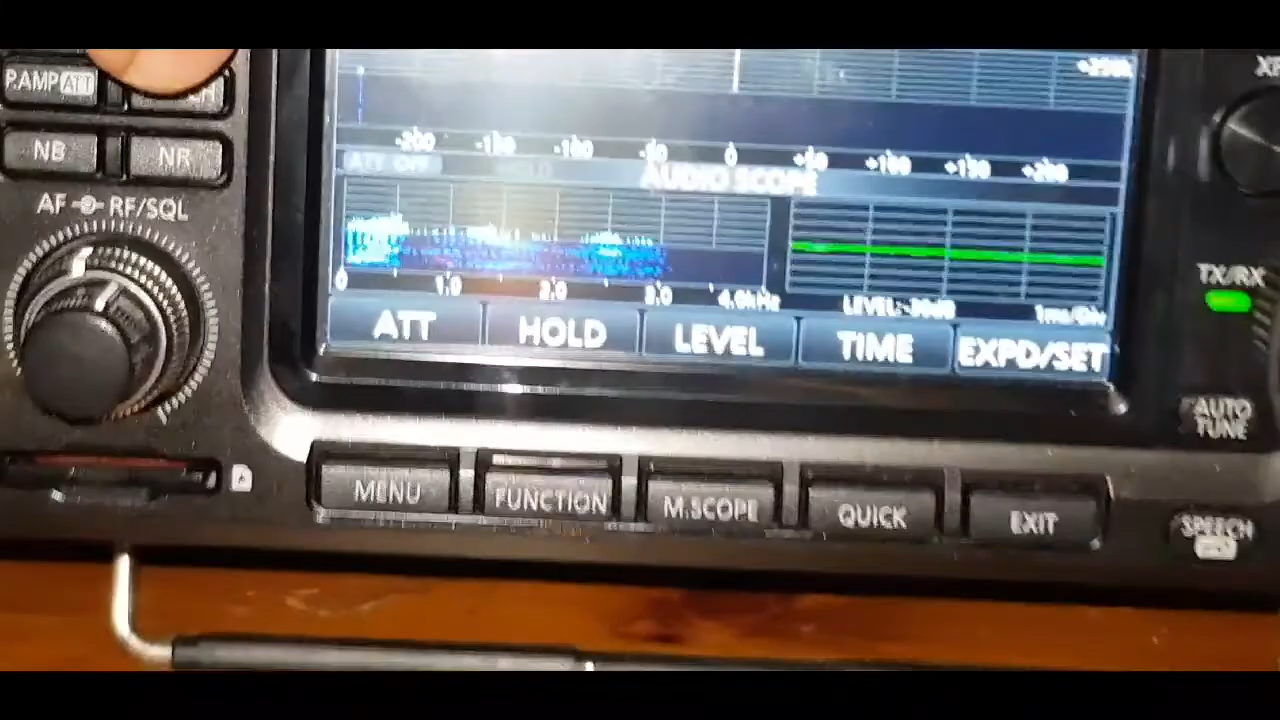 P.AMP ATT
NB NR
AF RF/SQL
-200 -150 -100 -50 0 +50 +100 +150 +200
ATT OFF HOLD AUDIO SCOPE
0 1.0 2.0 3.0 4.0kHz LEVEL:-30dB 1ms/Div
ATT HOLD LEVEL TIME EXPD/SET
TX/RX
AUTO
TUNE
MENU FUNCTION M.SCOPE QUICK EXIT
SPEECH